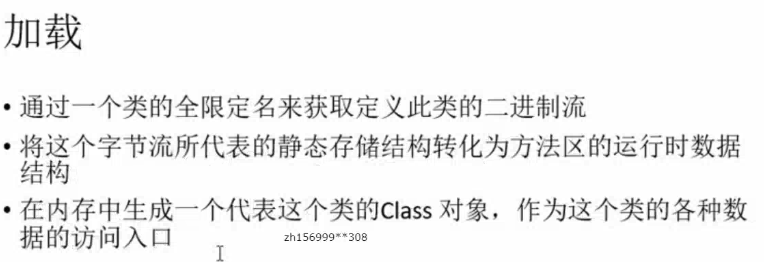 加载
• 通过一个类的全限定名来获取定义此类的二进制流
• 将这个字节流所代表的静态存储结构转化为方法区的运行时数据
结构
• 在内存中生成一个代表这个类的Class 对象，作为这个类的各种数
据的访问入口
zh156999**308